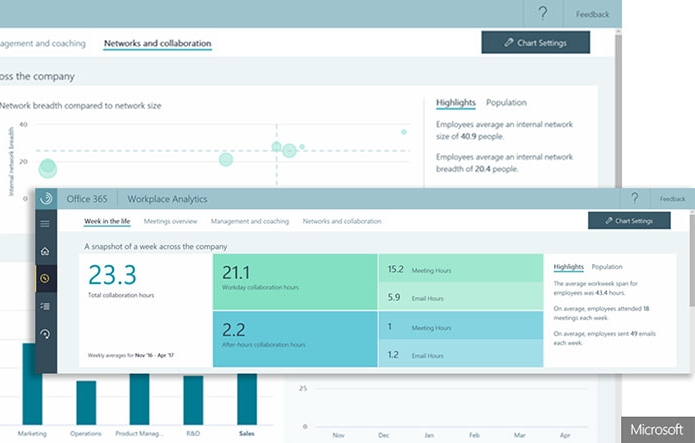 ?
Feedback
agement and coaching
Networks and collaboration
Chart Settings
oss the company
Network breadth compared to network size
Internal network breadth
40
20
0
Highlights
Population
Employees average an internal network
size of 40.9 people.
Employees average an internal network
breadth of 20.4 people.
Office 365
Workplace Analytics
?
Feedback
Week in the life
Meetings overview
Management and coaching
Networks and collaboration
Chart Settings
A snapshot of a week across the company
23.3
Total collaboration hours
Weekly averages for Nov '16 - Apr '17
21.1
Workday collaboration hours
15.2 Meeting Hours
5.9 Email Hours
2.2
After-hours collaboration hours
1 Meeting Hours
1.2 Email Hours
Highlights
Population
The average workweek span for
employees was 43.4 hours.
On average, employees attended 18
meetings each week.
On average, employees sent 49 emails
each week.
Marketing
Operations
Product Manag...
R&D
Sales
25
0
Nov
Dec
Jan
Feb
Mar
Apr
Microsoft